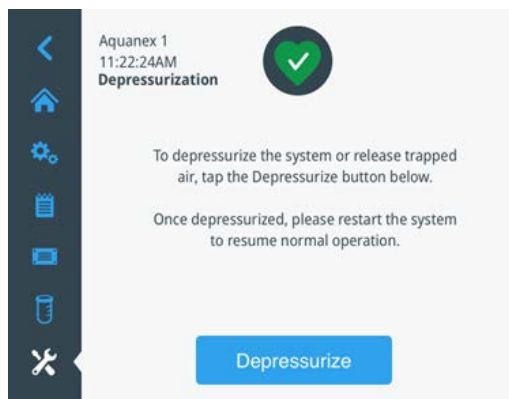 Aquanex 1
11:22:24AM
Depressurization
To depressurize the system or release trapped
air, tap the Depressurize button below.
Once depressurized, please restart the system
to resume normal operation.
Depressurize